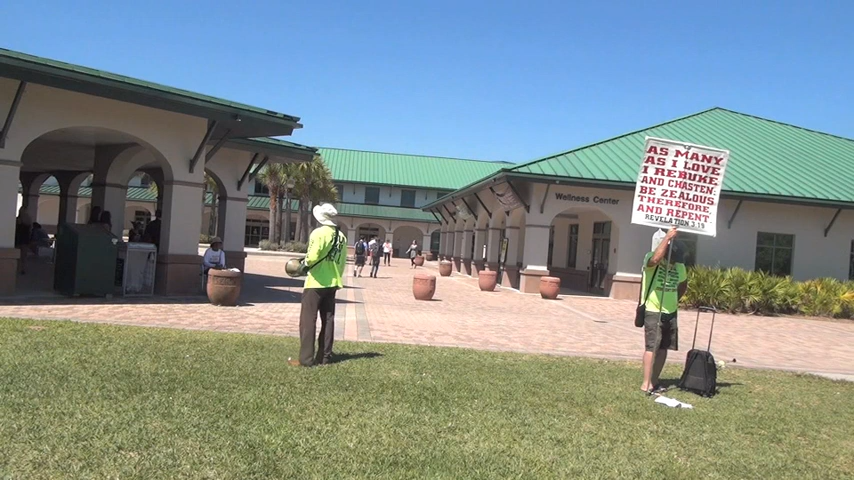 Wellness Center
AS MANY
AS I LOVE
I REBUKE
AND CHASTEN.
BE ZEALOUS
THEREFORE,
AND REPENT.
REVELATION 3.19